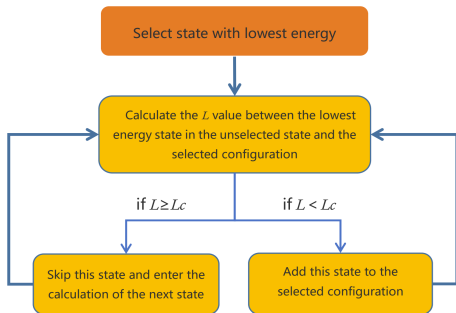 Select state with lowest energy
Calculate the L value between the lowest
energy state in the unselected state and the
selected configuration
if L≥Lc
if L < Lc
Skip this state and enter the
calculation of the next state
Add this state to the
selected configuration